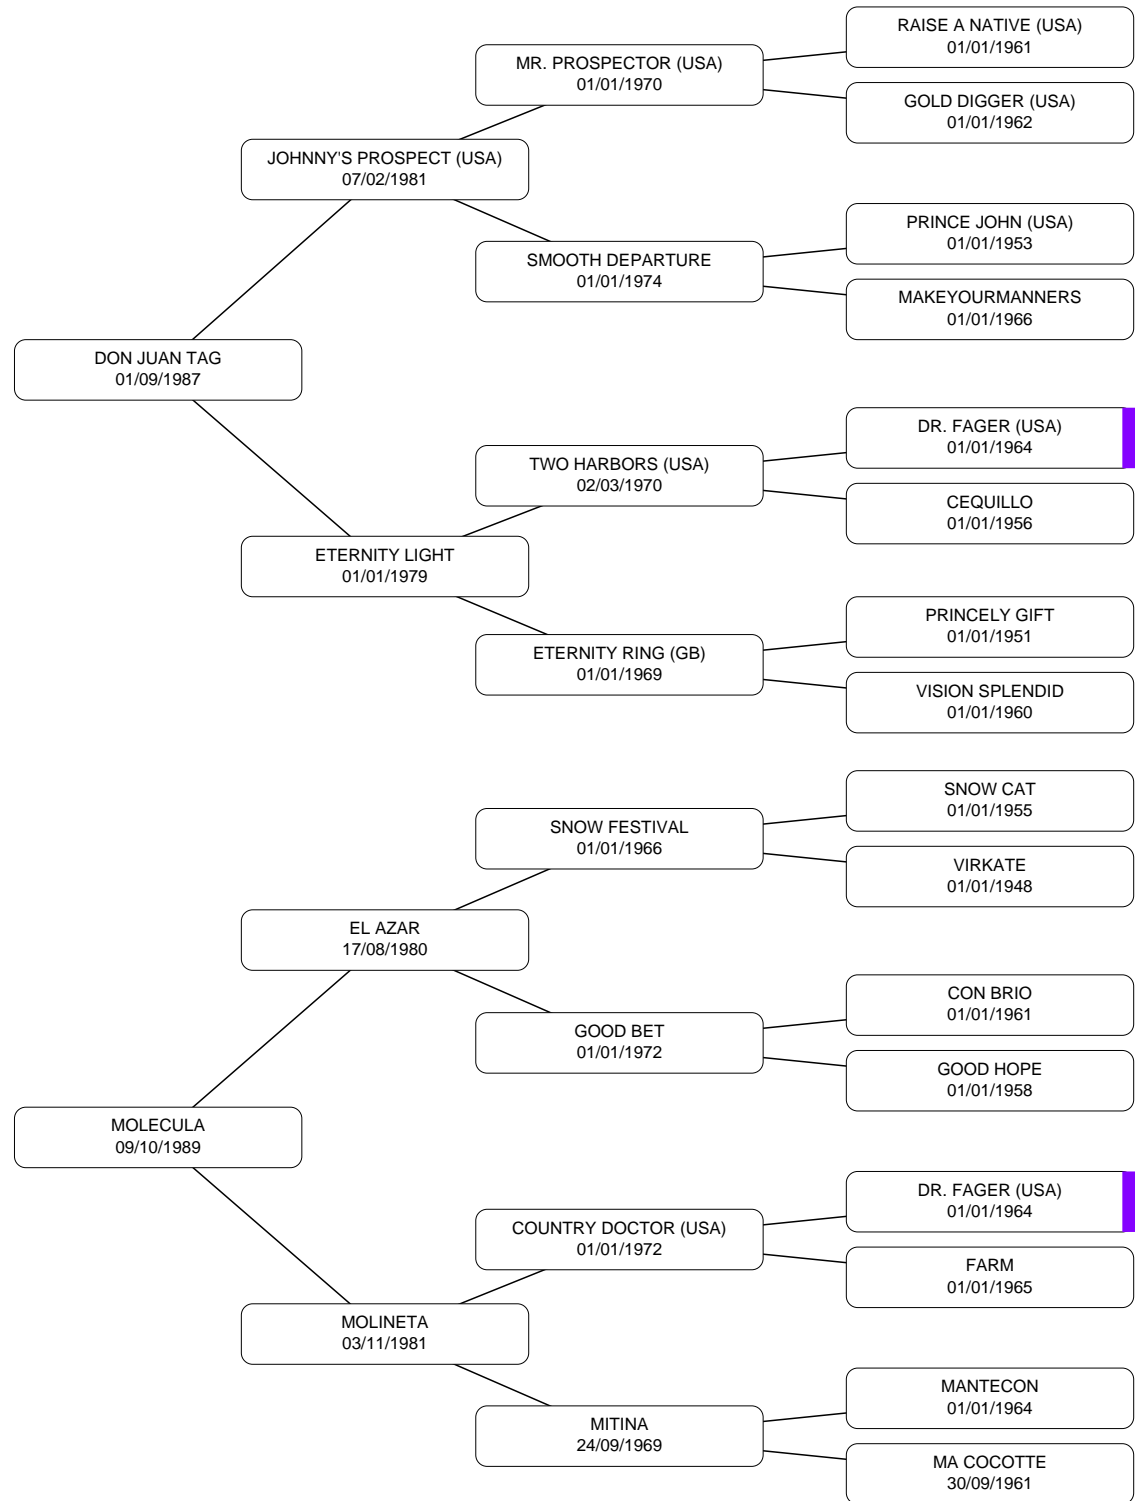 RAISE A NATIVE (USA)
01/01/1961
MR. PROSPECTOR (USA)
01/01/1970
GOLD DIGGER (USA)
01/01/1962
JOHNNY'S PROSPECT (USA)
07/02/1981
PRINCE JOHN (USA)
01/01/1953
SMOOTH DEPARTURE
01/01/1974
MAKEYOURMANNERS
01/01/1966
DON JUAN TAG
01/09/1987
DR. FAGER (USA)
01/01/1964
TWO HARBORS (USA)
02/03/1970
CEQUILLO
01/01/1956
ETERNITY LIGHT
01/01/1979
PRINCELY GIFT
01/01/1951
ETERNITY RING (GB)
01/01/1969
VISION SPLENDID
01/01/1960
SNOW CAT
01/01/1955
SNOW FESTIVAL
01/01/1966
VIRKATE
01/01/1948
EL AZAR
17/08/1980
CON BRIO
01/01/1961
GOOD BET
01/01/1972
GOOD HOPE
01/01/1958
MOLECULA
09/10/1989
DR. FAGER (USA)
01/01/1964
COUNTRY DOCTOR (USA)
01/01/1972
FARM
01/01/1965
MOLINETA
03/11/1981
MANTECON
01/01/1964
MITINA
24/09/1969
MA COCOTTE
30/09/1961